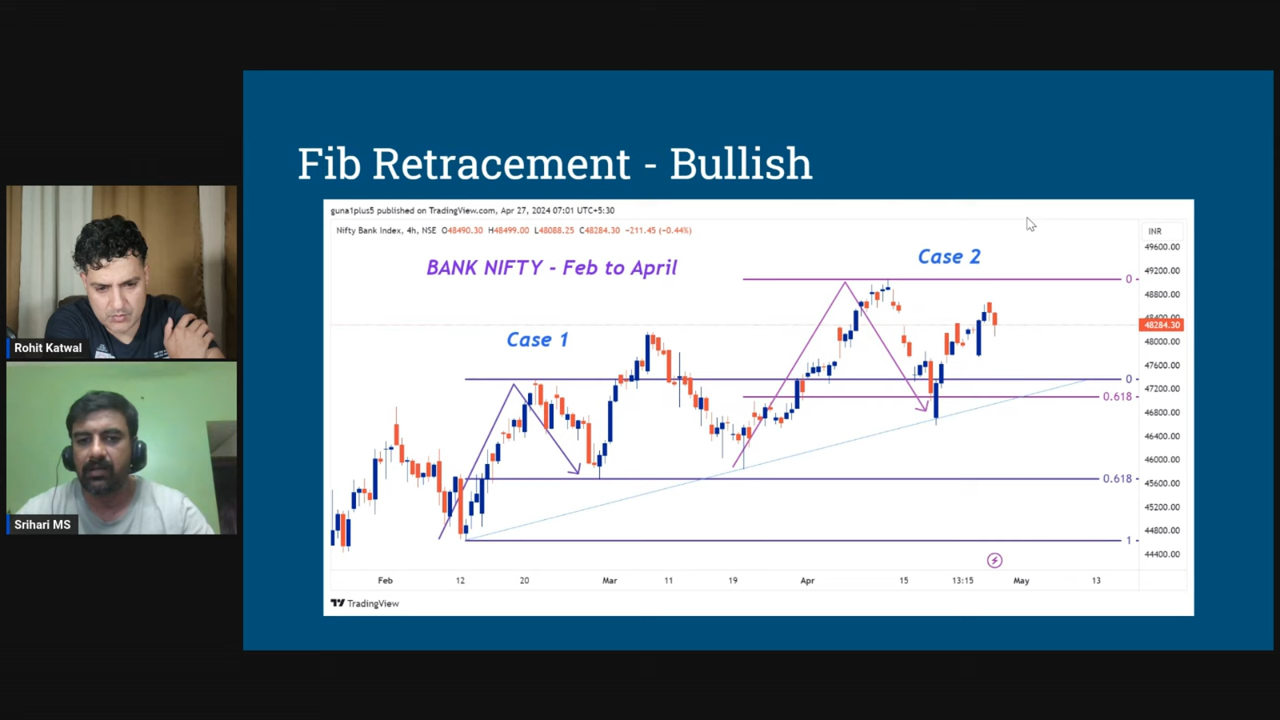 Fib Retracement - Bullish
guna1plus5 published on TradingView.com, Apr 27, 2024 07:01 UTC+5:30
Nifty Bank Index, 4h, NSE O48490.30 H48499.00 L48088.25 C48284.30 −211.45 (−0.44%)
INR
BANK NIFTY - Feb to April
Case 2
Case 1
49600.00
49200.00
0
48800.00
48400.00
48284.30
48000.00
47600.00
0
47200.00
0.618
46800.00
46400.00
46000.00
0.618
45600.00
45200.00
44800.00
1
44400.00
Feb 12 20 Mar 11 19 Apr 15 13:15 May 13
TradingView
Rohit Katwal
Srihari MS